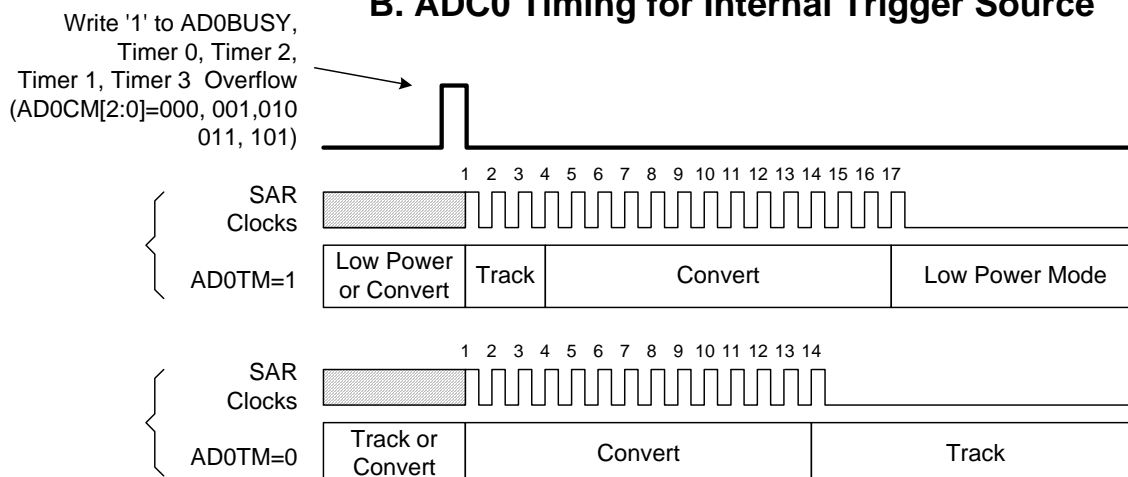 B. ADC0 Timing for Internal Trigger Source
Write '1' to AD0BUSY,
Timer 0, Timer 2,
Timer 1, Timer 3 Overflow
(AD0CM[2:0]=000, 001,010
011, 101)
1 2 3 4 5 6 7 8 9 10 11 12 13 14 15 16 17
SAR
Clocks
AD0TM=1
Low Power
or Convert
Track
Convert
Low Power Mode
1 2 3 4 5 6 7 8 9 10 11 12 13 14
SAR
Clocks
AD0TM=0
Track or
Convert
Convert
Track